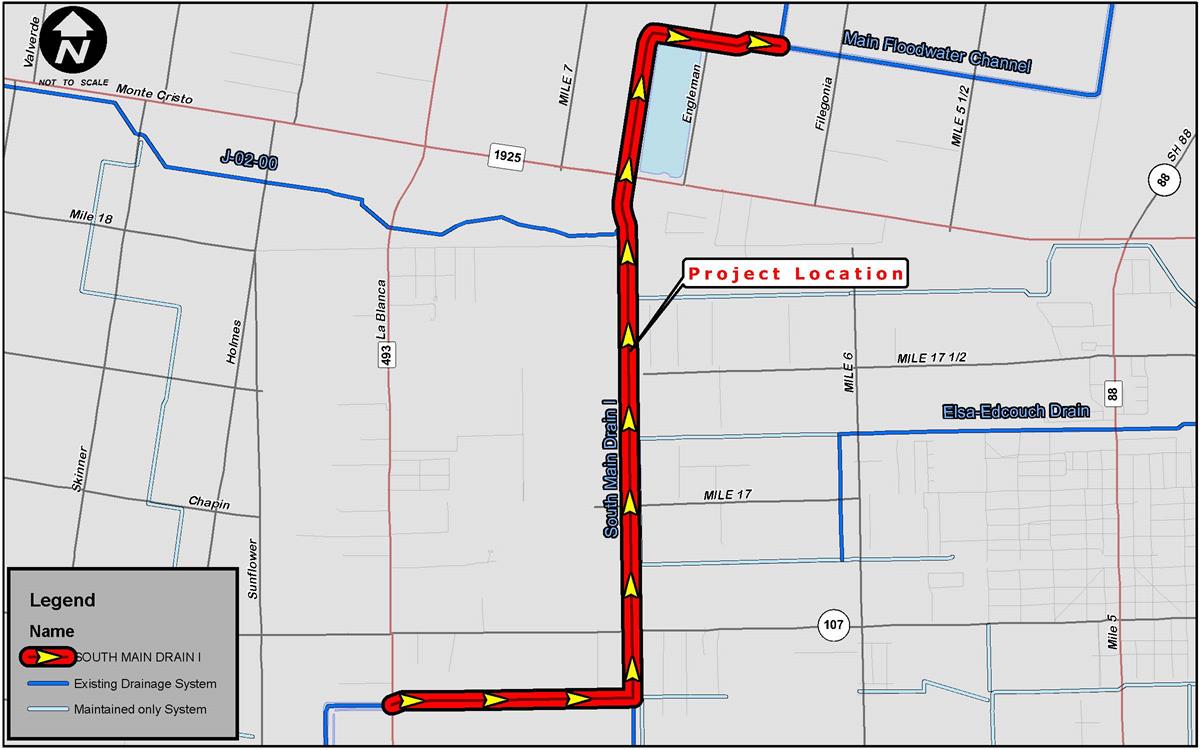 Valverde
N
NOT TO SCALE
Monte Cristo
MILE 7
Engleman
Filegonia
Main Floodwater Channel
MILE 5 1/2
SH 88
88
1925
J-02-00
Mile 18
Project Location
La Blanca
493
Holmes
MILE 6
MILE 17 1/2
88
Elsa-Edcouch Drain
South Main Drain I
Skinner
Chapin
MILE 17
Sunflower
107
Mile 5
Legend
Name
SOUTH MAIN DRAIN I
Existing Drainage System
Maintained only System